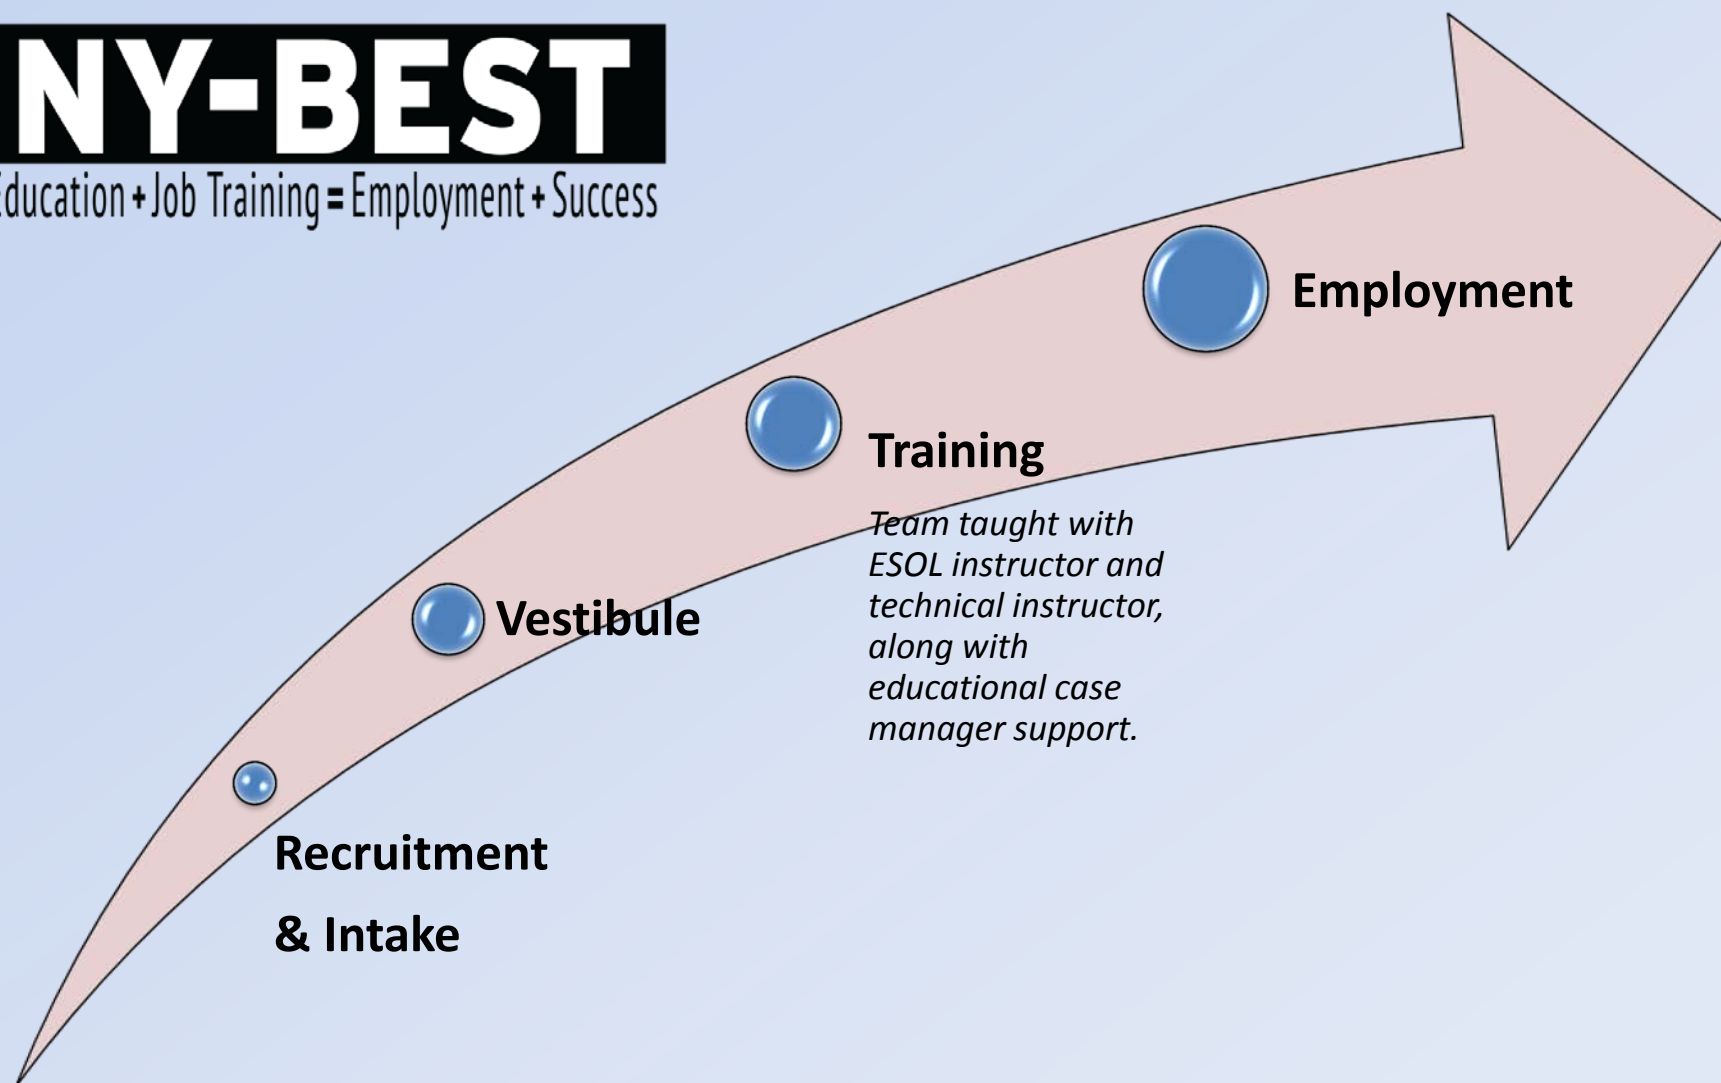 NY-BEST
Education + Job Training = Employment + Success
Employment
Training
Team taught with
ESOL instructor and
technical instructor,
along with
educational case
manager support.
Vestibule
Recruitment
& Intake